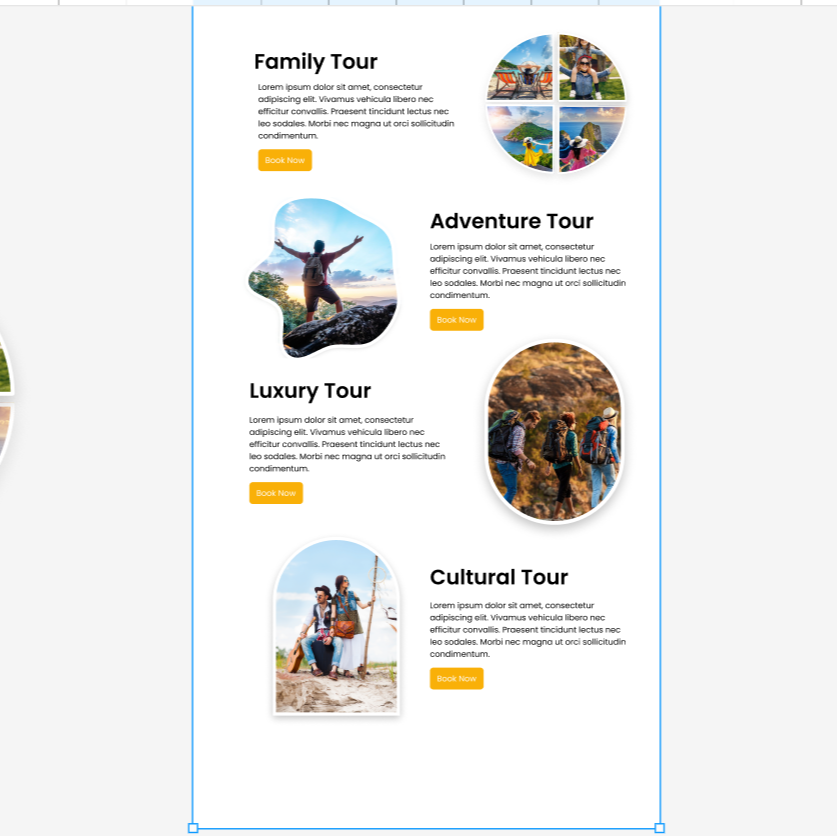 Family Tour
Lorem ipsum dolor sit amet, consectetur
adipiscing elit. Vivamus vehicula libero nec
efficitur convallis. Praesent tincidunt lectus nec
leo sodales. Morbi nec magna ut orci sollicitudin
condimentum.
Book Now
Adventure Tour
Lorem ipsum dolor sit amet, consectetur
adipiscing elit. Vivamus vehicula libero nec
efficitur convallis. Praesent tincidunt lectus nec
leo sodales. Morbi nec magna ut orci sollicitudin
condimentum.
Book Now
Luxury Tour
Lorem ipsum dolor sit amet, consectetur
adipiscing elit. Vivamus vehicula libero nec
efficitur convallis. Praesent tincidunt lectus nec
leo sodales. Morbi nec magna ut orci sollicitudin
condimentum.
Book Now
Cultural Tour
Lorem ipsum dolor sit amet, consectetur
adipiscing elit. Vivamus vehicula libero nec
efficitur convallis. Praesent tincidunt lectus nec
leo sodales. Morbi nec magna ut orci sollicitudin
condimentum.
Book Now